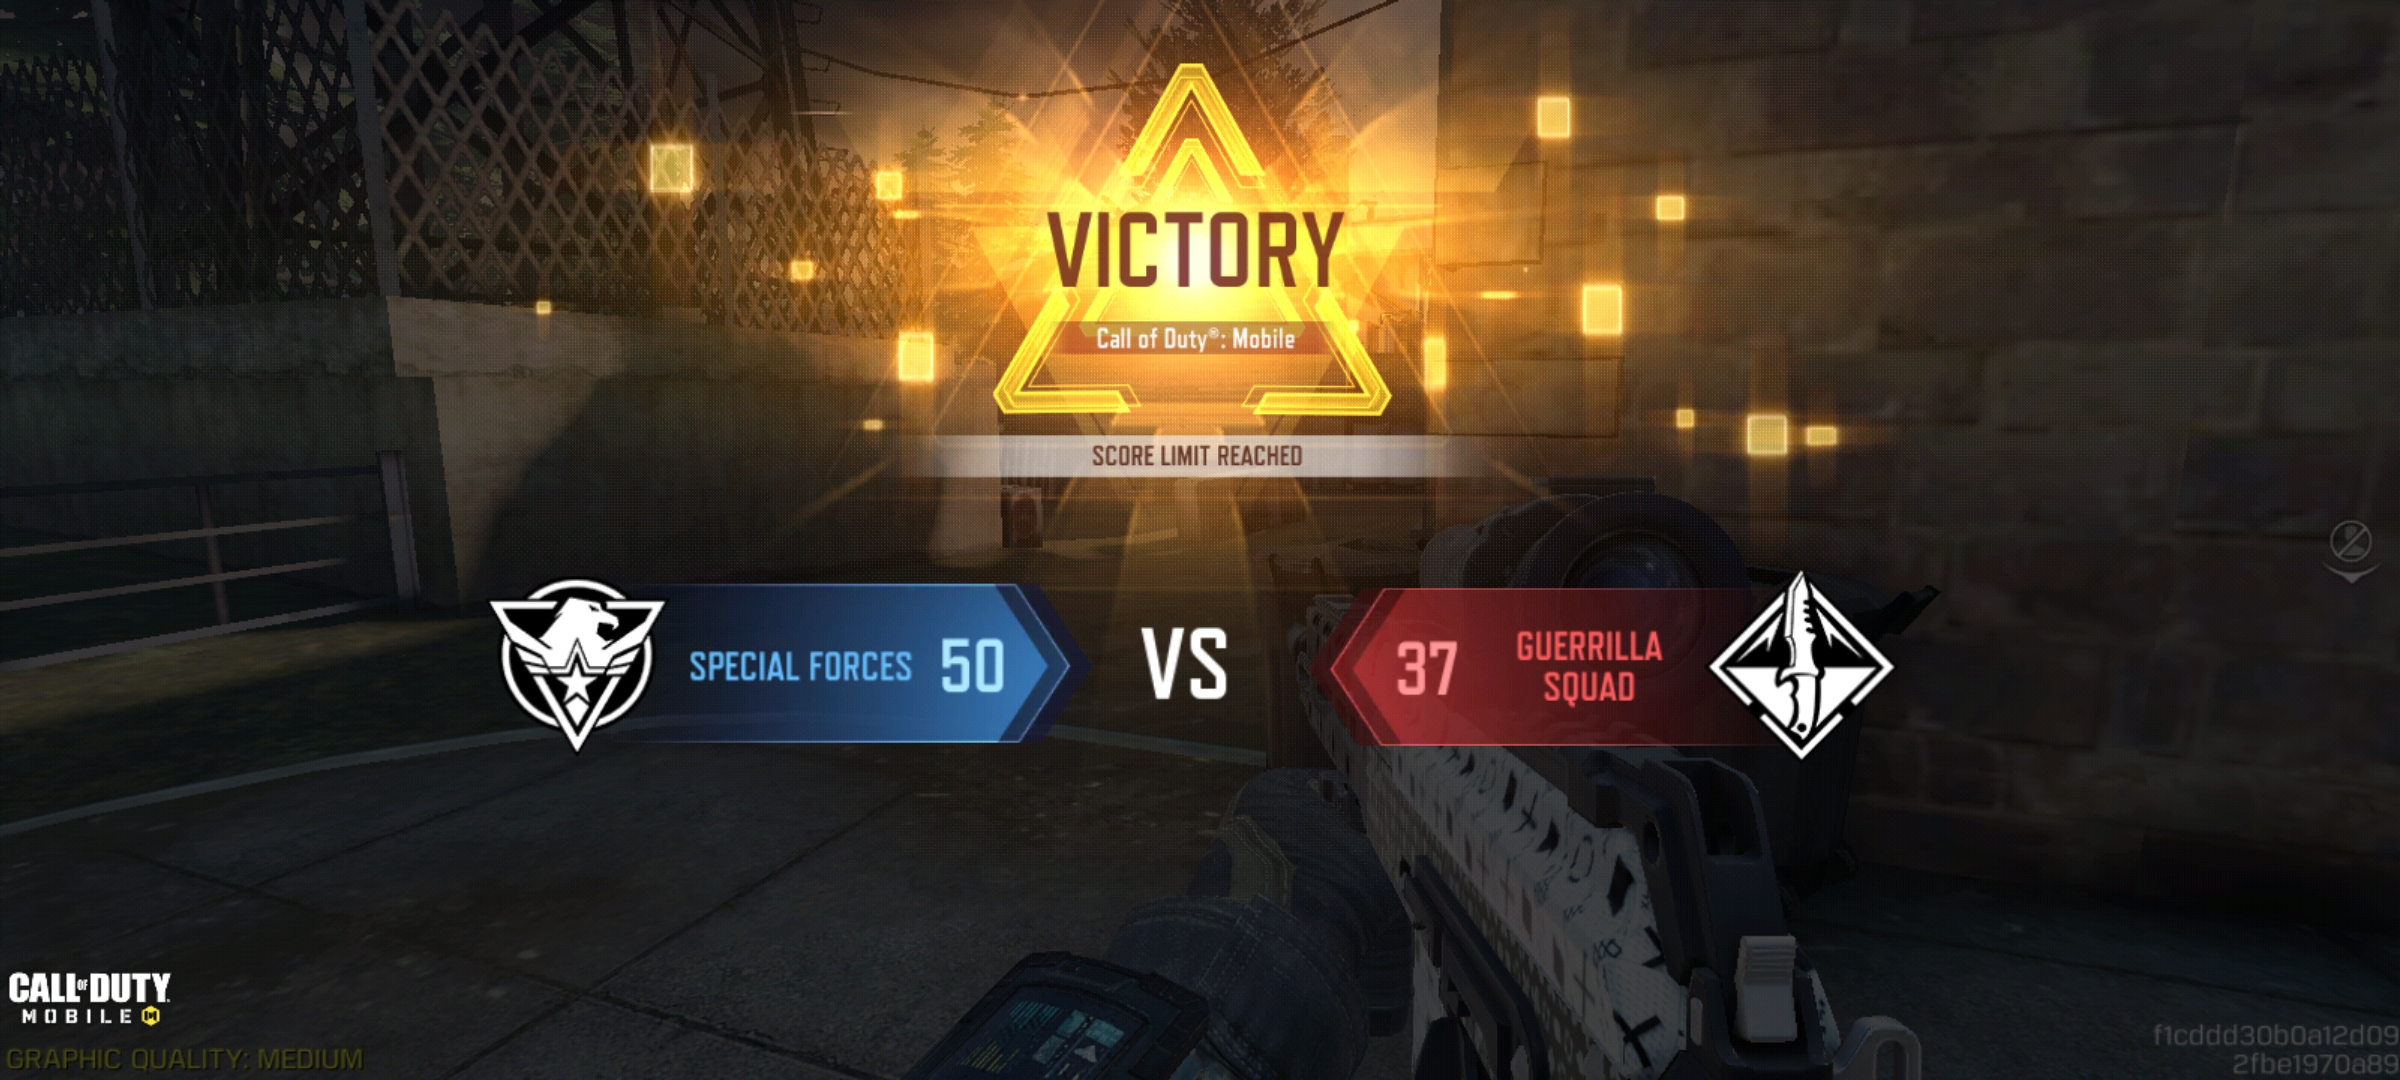 VICTORY
Call of Duty®: Mobile
SCORE LIMIT REACHED
SPECIAL FORCES 50
VS
37 GUERRILLA
SQUAD
CALL OF DUTY
MOBILE
GRAPHIC QUALITY: MEDIUM
f1cddd30b0a12d09
2fbe1970a89